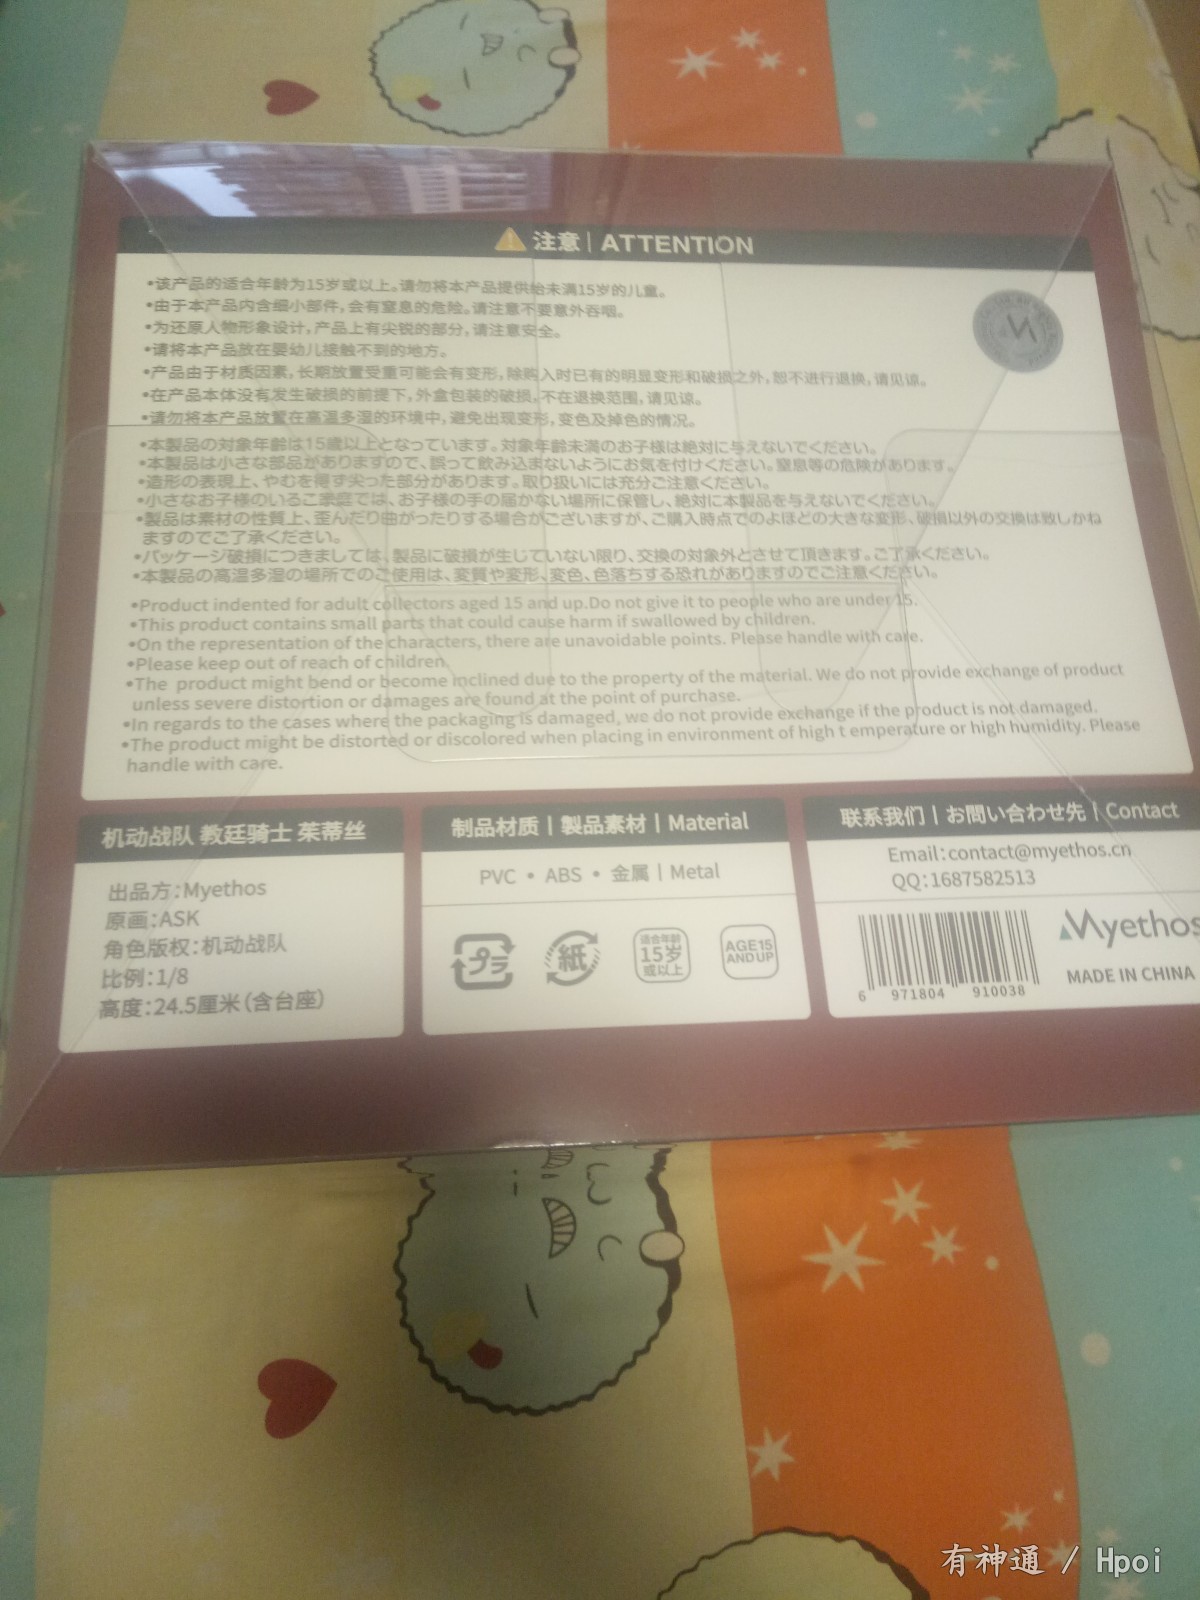 注意 | ATTENTION
•该产品的适合年龄为15岁或以上。请勿将本产品提供给未满15岁的儿童。
•由于本产品内含细小部件，会有窒息的危险。请注意不要意外吞咽。
•为还原人物形象设计，产品上有尖锐的部分，请注意安全。
•请将本产品放在婴幼儿接触不到的地方。
•产品由于材质因素，长期放置受重可能会有变形，除购入时已有的明显变形和破损之外，恕不进行退换，请见谅。
•在产品本体没有发生破损的前提下，外盒包装的破损，不在退换范围，请见谅。
•请勿将本产品放置在高温多湿的环境中，避免出现变形，变色及掉色的情况。
•本製品の対象年齢は15歳以上となっています。対象年齢未満のお子様は絶対に与えないでください。
•本製品は小さな部品がありますので、誤って飲み込まないようにお気を付けください。窒息等の危険があります。
•造形の表現上、やむを得ず尖った部分があります。取り扱いには充分ご注意ください。
•小さなお子様のいるご家庭では、お子様の手の届かない場所に保管し、絶対に本製品を与えないでください。
•製品は素材の性質上、歪んだり曲がったりする場合がございますが、ご購入時点でのよほどの大きな変形、破損以外の交換は致しかね
ますのでご了承ください。
•パッケージ破損につきましては、製品に破損が生じていない限り、交換の対象外とさせて頂きます。ご了承ください。
•本製品の高温多湿の場所でのご使用は、変質や変形、変色、色落ちする恐れがありますのでご注意ください。
•Product indented for adult collectors aged 15 and up.Do not give it to people who are under 15.
•This product contains small parts that could cause harm if swallowed by children.
•On the representation of the characters, there are unavoidable points. Please handle with care.
•Please keep out of reach of children.
•The product might bend or become inclined due to the property of the material. We do not provide exchange of product
unless severe distortion or damages are found at the point of purchase.
•In regards to the cases where the packaging is damaged, we do not provide exchange if the product is not damaged.
•The product might be distorted or discolored when placing in environment of high t emperature or high humidity. Please
handle with care.
机动战队 教廷骑士 茱蒂丝
出品方：Myethos
原画：ASK
角色版权：机动战队
比例：1/8
高度：24.5厘米（含台座）
制品材质 | 製品素材 | Material
PVC • ABS • 金属 | Metal
プラ
紙
适合年龄
15岁
或以上
AGE15
AND UP
联系我们 | お問い合わせ先 | Contact
Email:contact@myethos.cn
QQ:1687582513
6 971804 910038
Myethos
MADE IN CHINA
有神通 / Hpoi